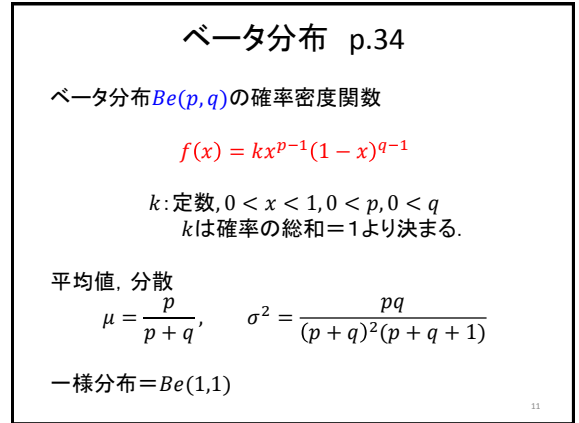 ベータ分布 p.34
ベータ分布Be(p,q)の確率密度関数
f(x) = kx^{p−1}(1 − x)^{q−1}
k:定数, 0 < x < 1, 0 < p, 0 < q
kは確率の総和＝１より決まる.
平均値，分散
μ = \frac{p}{p + q}, σ^2 = \frac{pq}{(p + q)^2(p + q + 1)}
一様分布＝Be(1,1)
11